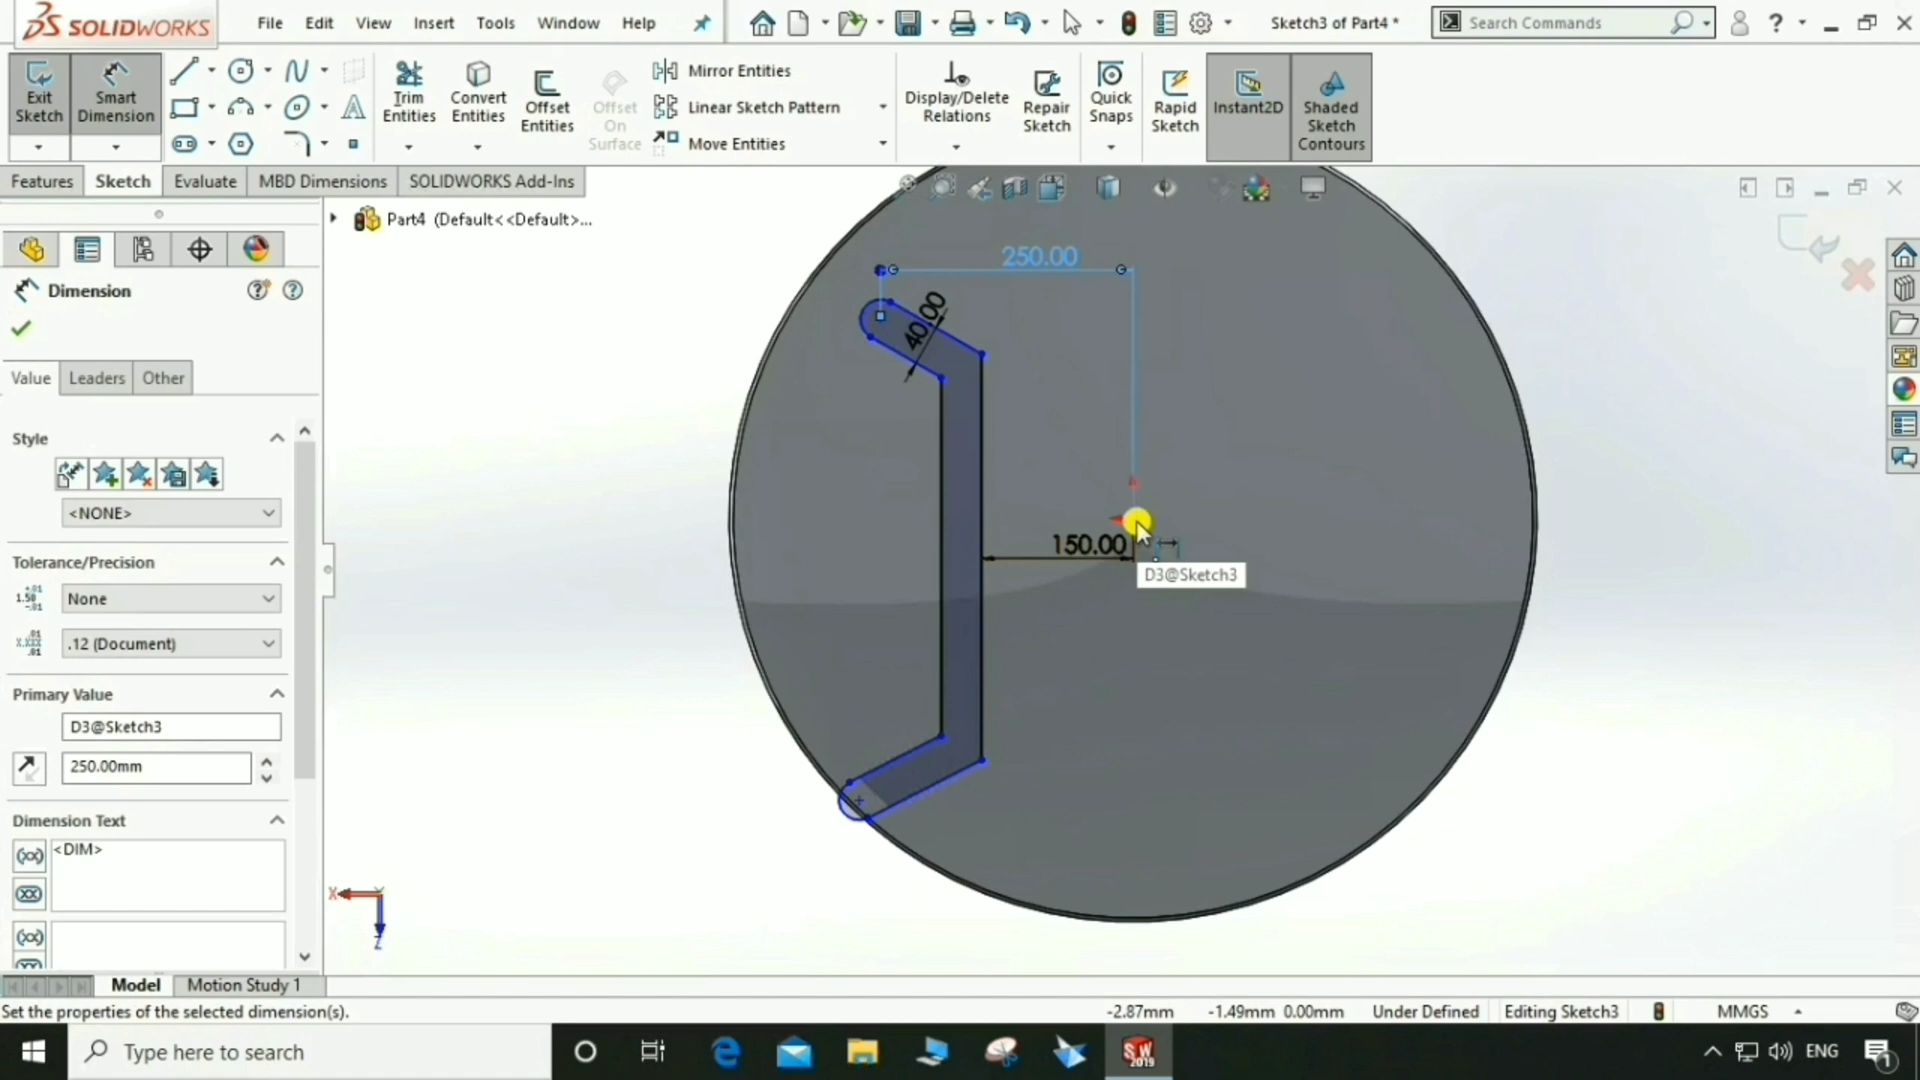 SOLIDWORKS
File Edit View Insert Tools Window Help
Sketch3 of Part4 *
Search Commands
Exit Sketch
Smart Dimension
Trim Entities
Convert Entities
Offset Entities
Offset On Surface
Mirror Entities
Linear Sketch Pattern
Move Entities
Display/Delete Relations
Repair Sketch
Quick Snaps
Rapid Sketch
Instant2D
Shaded Sketch Contours
Features Sketch Evaluate MBD Dimensions SOLIDWORKS Add-Ins
Part4 (Default<<Default>...
Dimension
Value Leaders Other
Style
<NONE>
Tolerance/Precision
None
.12 (Document)
Primary Value
D3@Sketch3
250.00mm
Dimension Text
<DIM>
250.00
40.00
150.00
D3@Sketch3
X
Z
Model Motion Study 1
Set the properties of the selected dimension(s).
-2.87mm -1.49mm 0.00mm Under Defined Editing Sketch3 MMGS
Type here to search
SW 2019
ENG
1